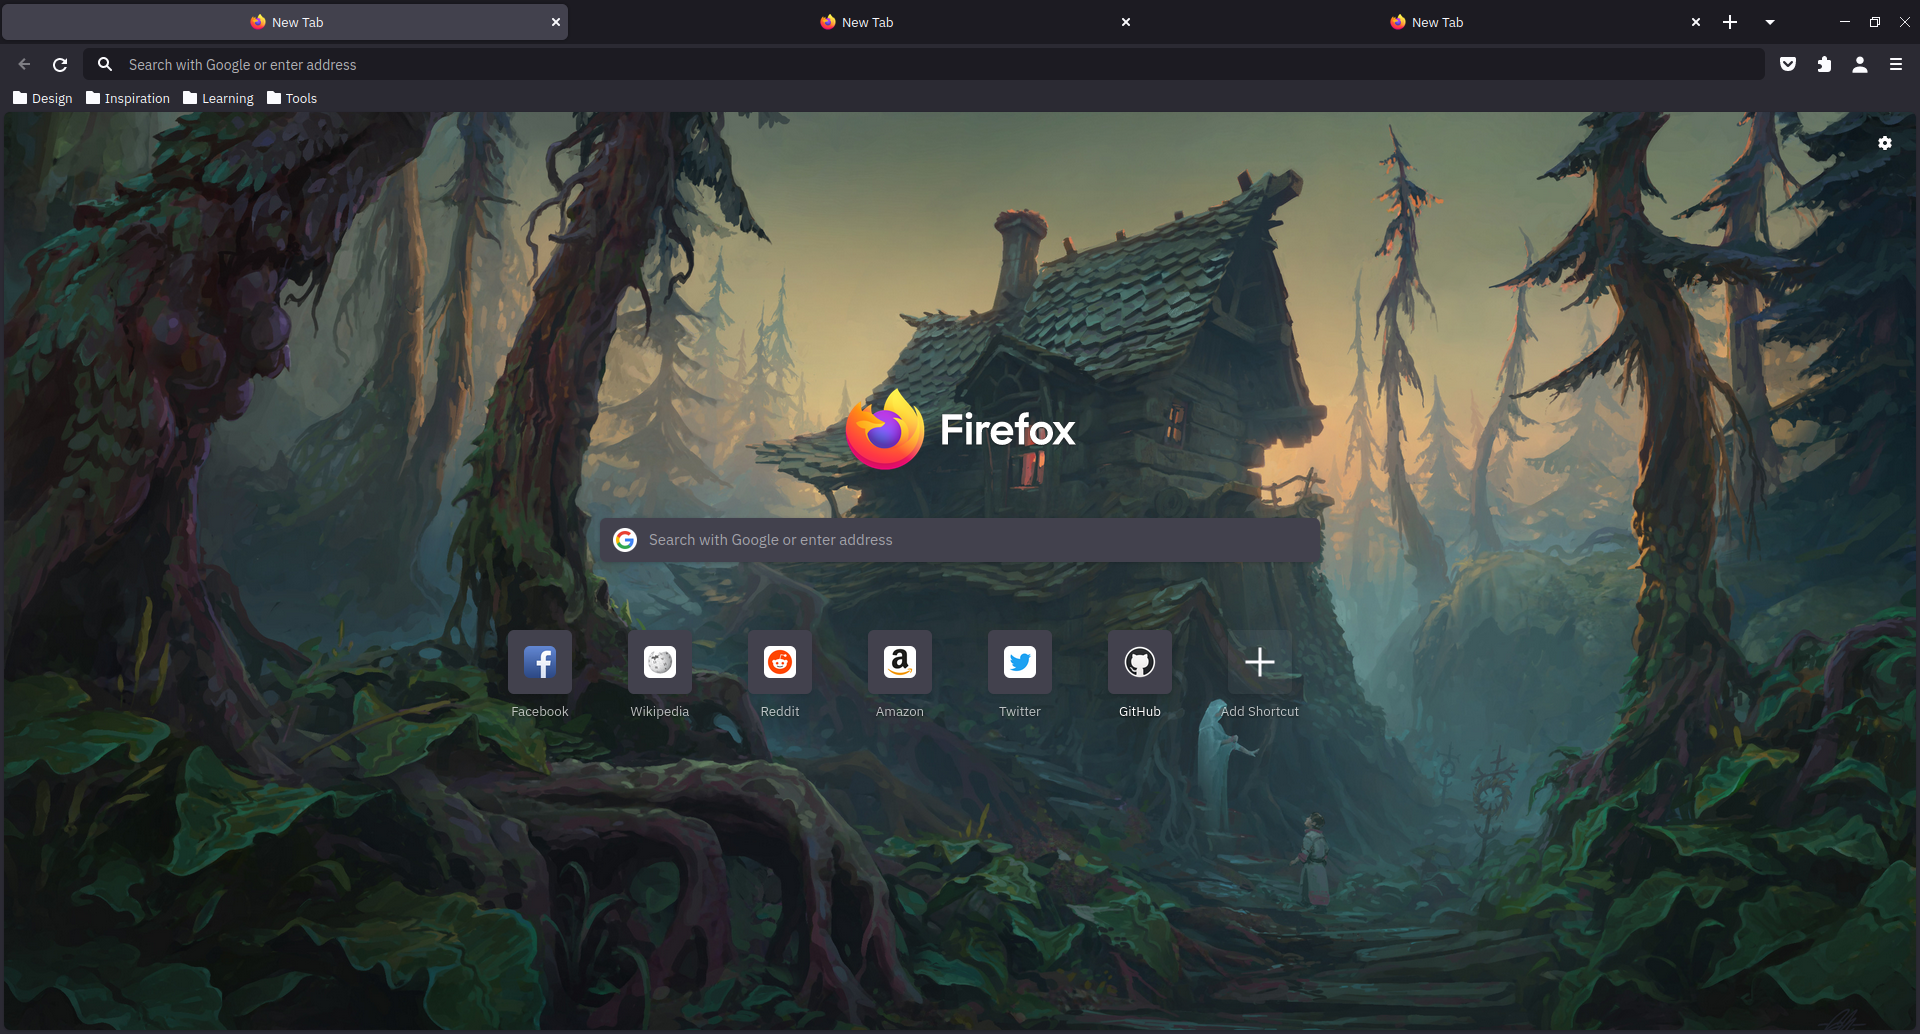 New Tab New Tab New Tab
Search with Google or enter address
Design Inspiration Learning Tools
Firefox
Search with Google or enter address
Facebook Wikipedia Reddit Amazon Twitter GitHub Add Shortcut